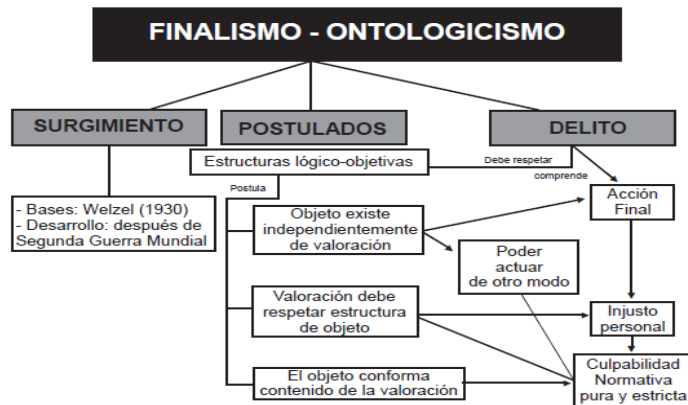 FINALISMO - ONTOLOGICISMO
SURGIMIENTO
POSTULADOS
DELITO
Estructuras lógico-objetivas
Debe respetar
comprende
Postula
- Bases: Welzel (1930)
- Desarrollo: después de
Segunda Guerra Mundial
Objeto existe
independientemente
de valoración
Acción
Final
Poder
actuar
de otro modo
Valoración debe
respetar estructura
de objeto
Injusto
personal
El objeto conforma
contenido de la valoración
Culpabilidad
Normativa
pura y estricta